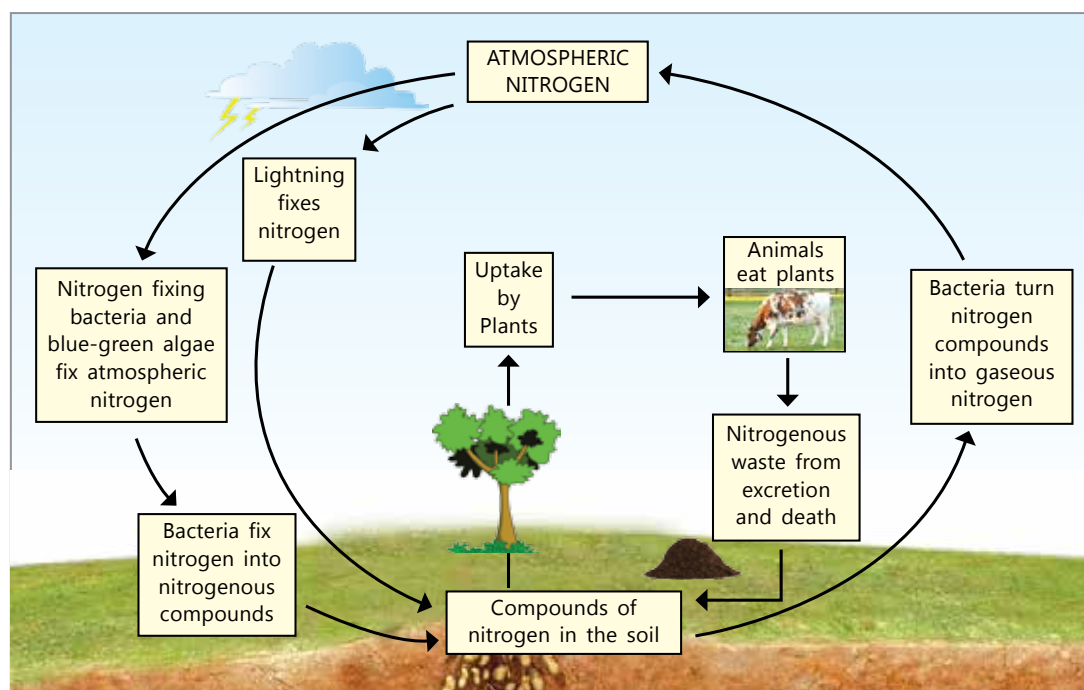 ATMOSPHERIC
NITROGEN
Lightning
fixes
nitrogen
Nitrogen fixing
bacteria and
blue-green algae
fix atmospheric
nitrogen
Uptake
by
Plants
Animals
eat plants
Bacteria turn
nitrogen
compounds
into gaseous
nitrogen
Nitrogenous
waste from
excretion
and death
Bacteria fix
nitrogen into
nitrogenous
compounds
Compounds of
nitrogen in the soil